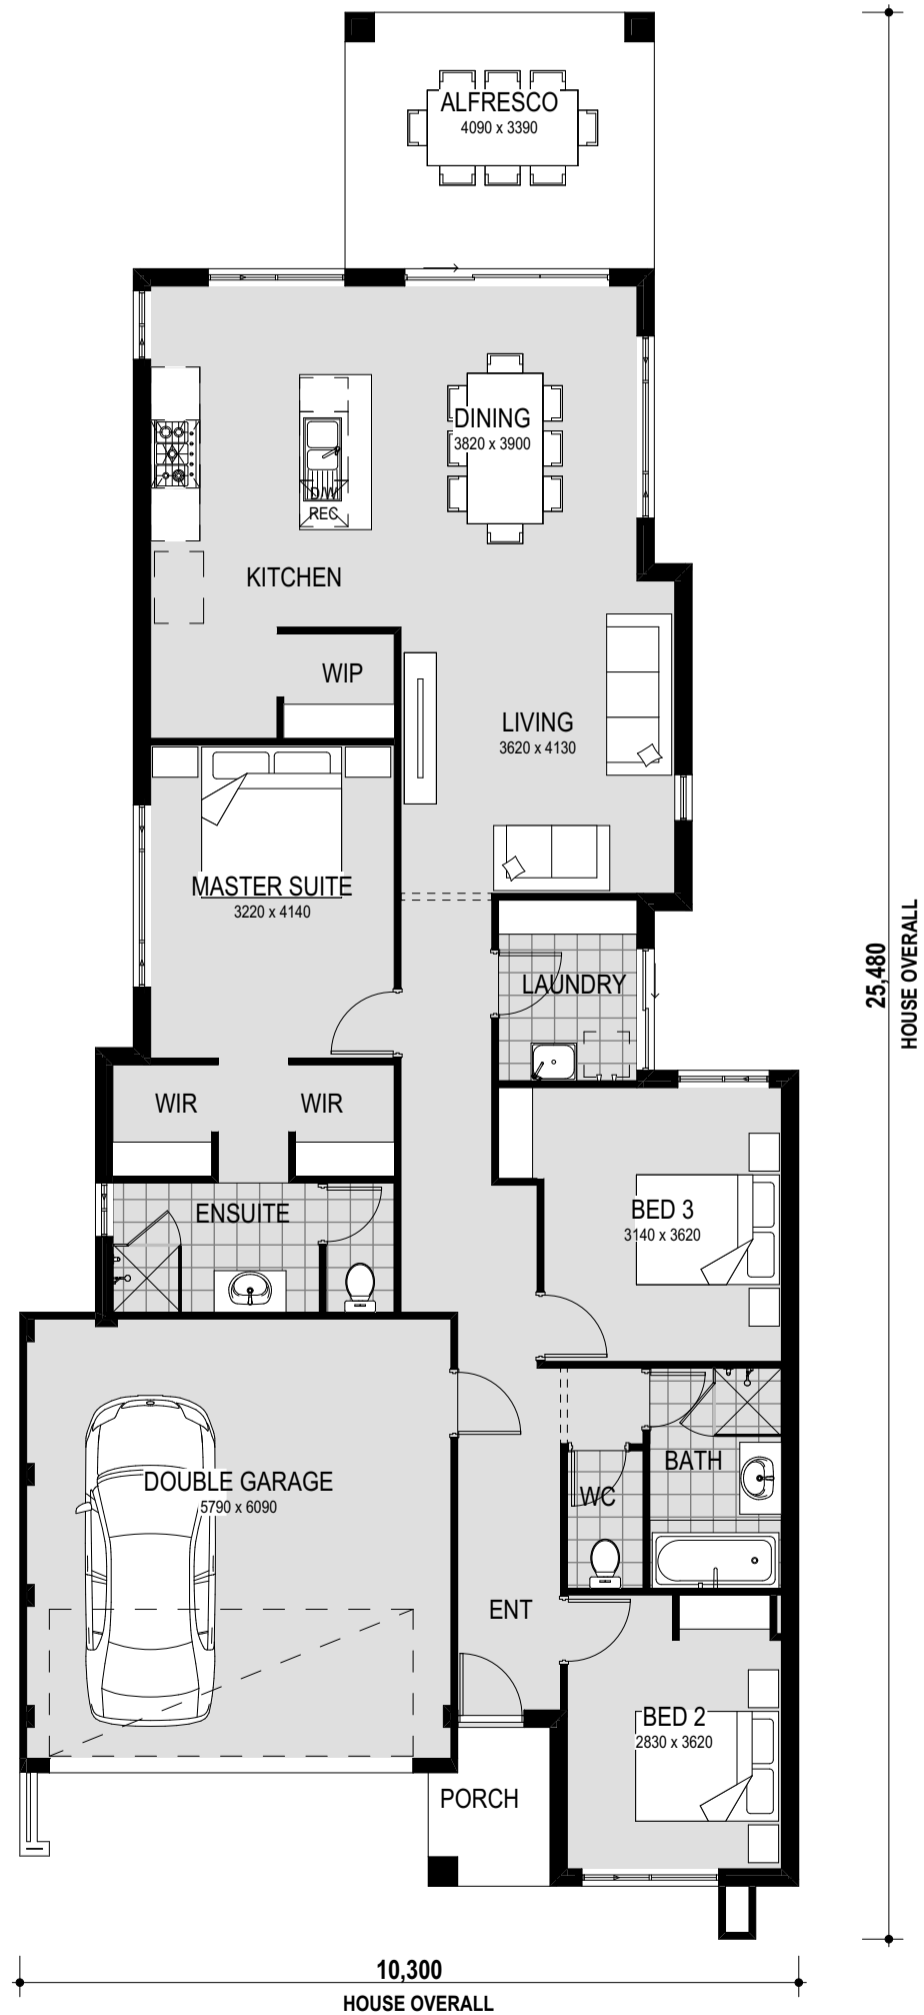 ALFRESCO
4090 x 3390
DINING
3820 x 3900
D/W
REC
KITCHEN
WIP
LIVING
3620 x 4130
MASTER SUITE
3220 x 4140
LAUNDRY
25,480
HOUSE OVERALL
WIR
WIR
ENSUITE
BED 3
3140 x 3620
DOUBLE GARAGE
5790 x 6090
BATH
WC
ENT
BED 2
2830 x 3620
PORCH
10,300
HOUSE OVERALL